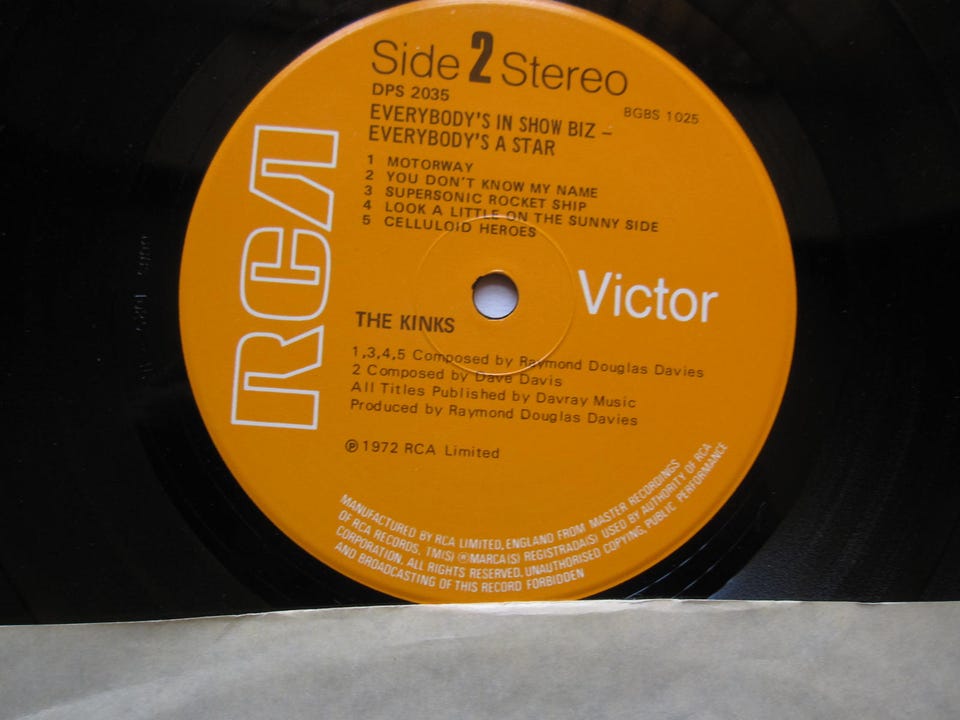 Side 2 Stereo
DPS 2035
BGBS 1025
EVERYBODY'S IN SHOW BIZ –
EVERYBODY'S A STAR
1 MOTORWAY
2 YOU DON'T KNOW MY NAME
3 SUPERSONIC ROCKET SHIP
4 LOOK A LITTLE ON THE SUNNY SIDE
5 CELLULOID HEROES
RCA
Victor
THE KINKS
1,3,4,5 Composed by Raymond Douglas Davies
2 Composed by Dave Davis
All Titles Published by Davray Music
Produced by Raymond Douglas Davies
℗ 1972 RCA Limited
MANUFACTURED BY RCA LIMITED, ENGLAND FROM MASTER RECORDINGS
OF RCA RECORDS. TM(S) ® MARCA(S) REGISTRADA(S) USED BY AUTHORITY OF RCA
CORPORATION. ALL RIGHTS RESERVED. UNAUTHORISED COPYING, PUBLIC PERFORMANCE
AND BROADCASTING OF THIS RECORD FORBIDDEN